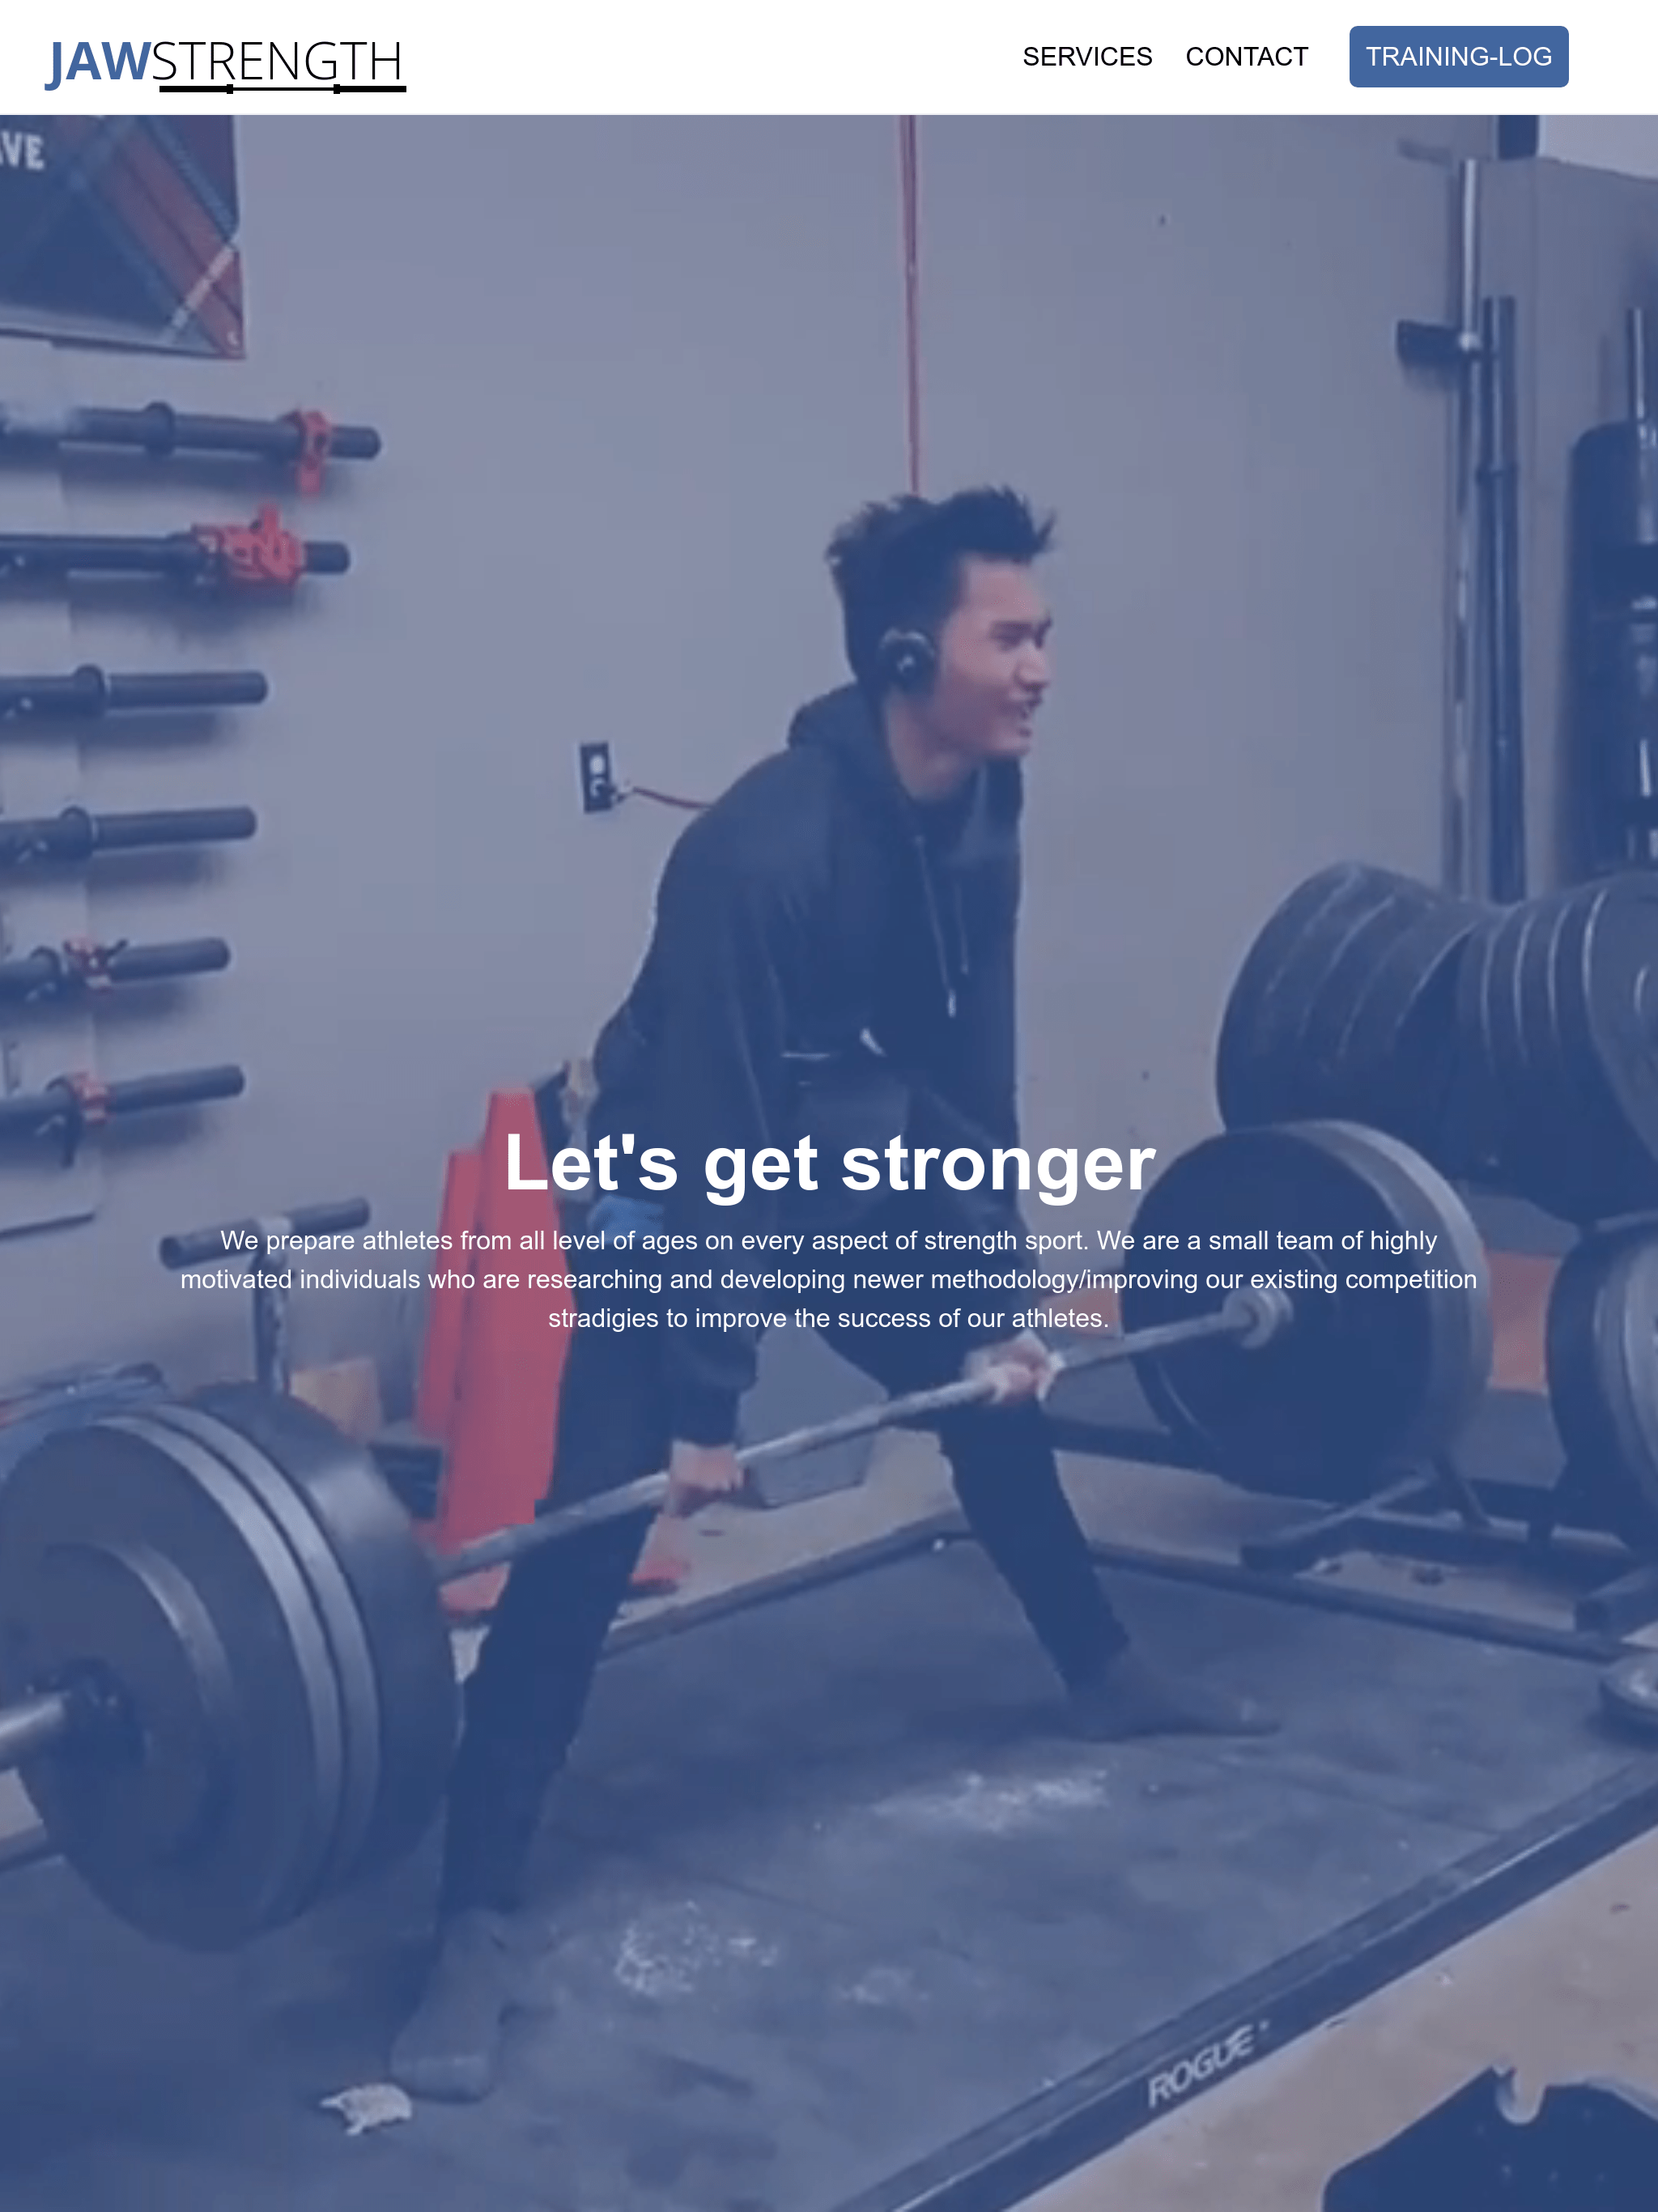 JAWSTRENGTH
SERVICES CONTACT TRAINING-LOG
VE
Let's get stronger
We prepare athletes from all level of ages on every aspect of strength sport. We are a small team of highly
motivated individuals who are researching and developing newer methodology/improving our existing competition
stradigies to improve the success of our athletes.
ROGUE